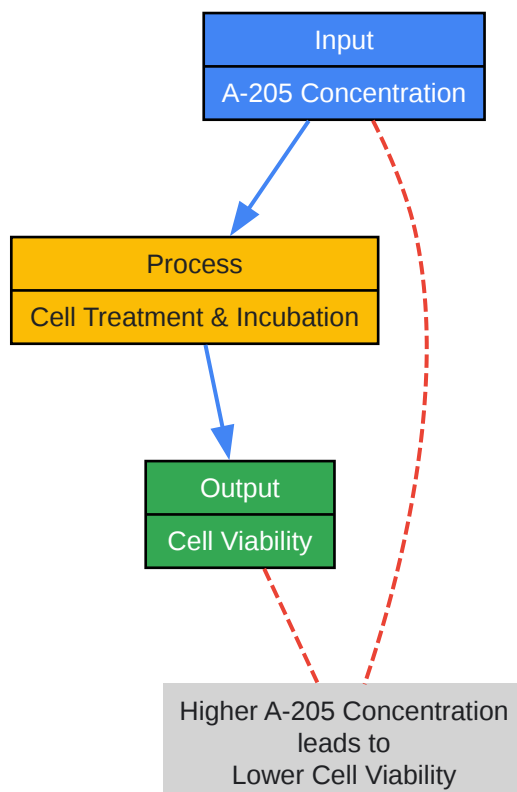 Input
A-205 Concentration
Process
Cell Treatment & Incubation
Output
Cell Viability
Higher A-205 Concentration
leads to
Lower Cell Viability